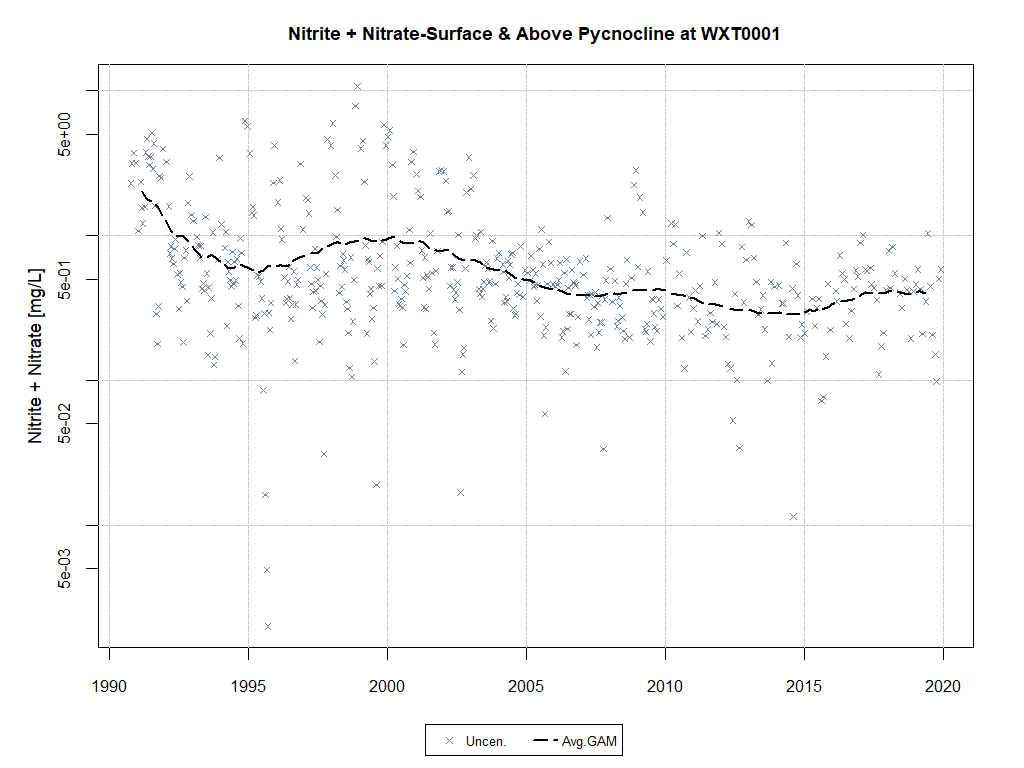 Nitrite + Nitrate-Surface & Above Pycnocline at WXT0001
Nitrite + Nitrate [mg/L]
5e+00
5e-01
5e-02
5e-03
1990 1995 2000 2005 2010 2015 2020
Uncen. Avg.GAM